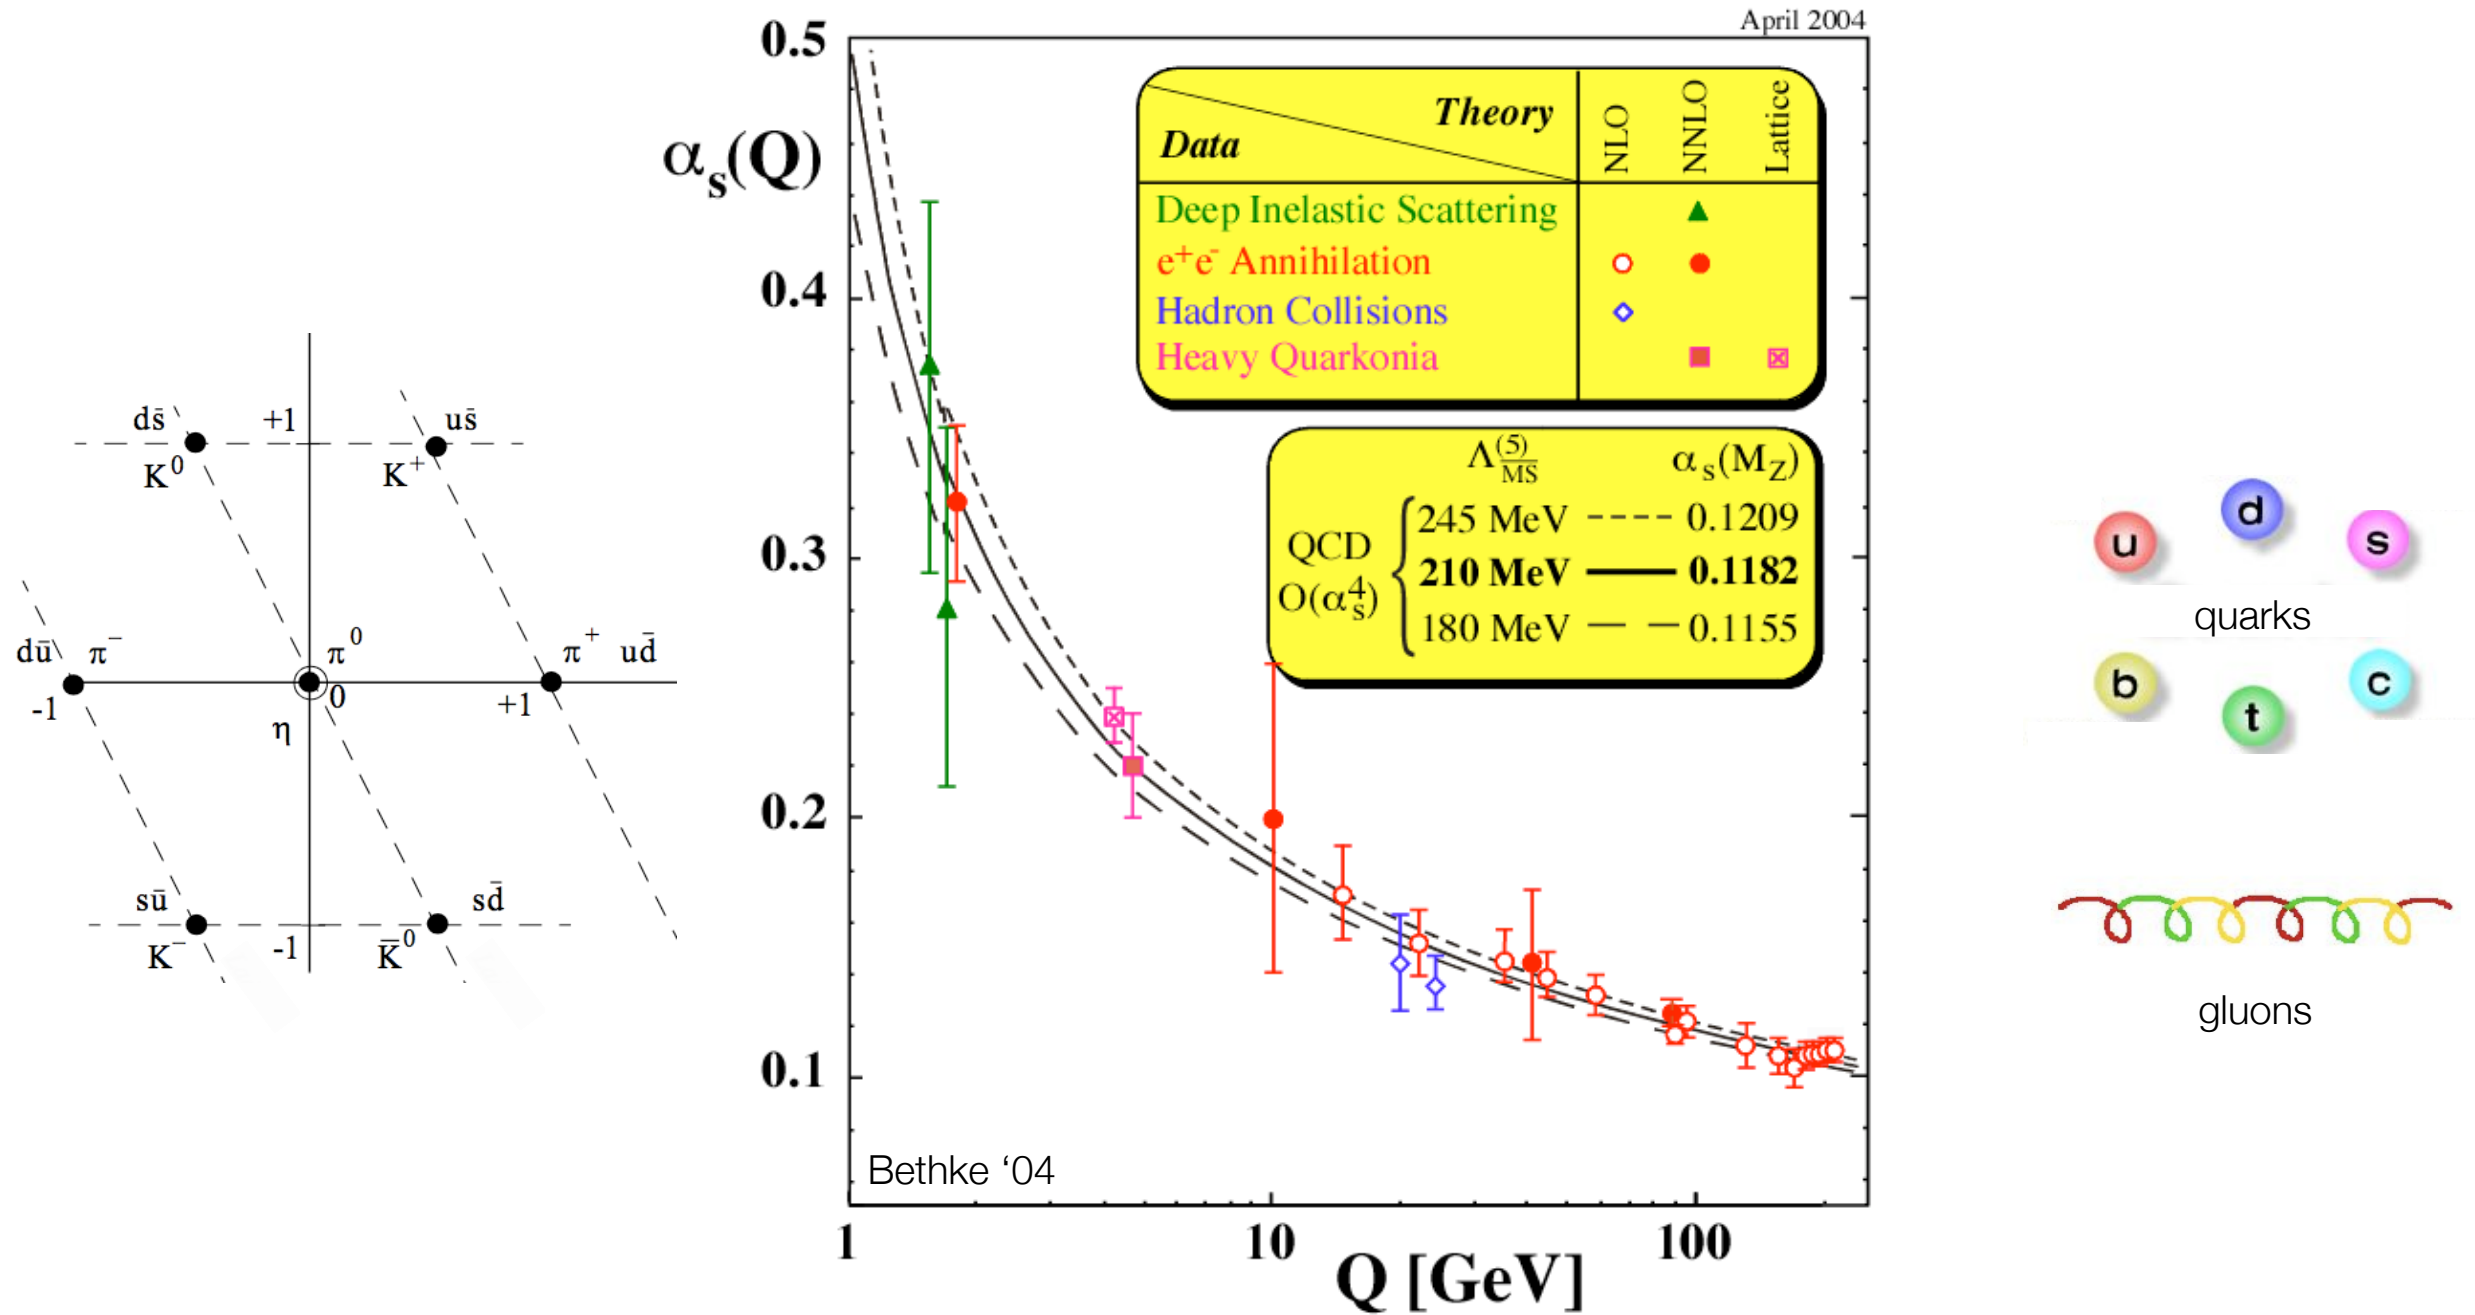 ds̄
+1
us̄
K⁰
K⁺
dū
π⁻
π⁰
π⁺
ud̄
-1
0
+1
η
sū
sd̄
K⁻
-1
K̄⁰
April 2004
0.5
0.4
0.3
0.2
0.1
αₛ(Q)
Theory
Data
NLO
NNLO
Lattice
Deep Inelastic Scattering
e⁺e⁻ Annihilation
Hadron Collisions
Heavy Quarkonia
Λ(5)MS̅ αₛ(M_Z)
QCD
O(αₛ⁴)
245 MeV 0.1209
210 MeV 0.1182
180 MeV 0.1155
Bethke ‘04
1 10 100
Q [GeV]
u
d
s
quarks
b
t
c
gluons